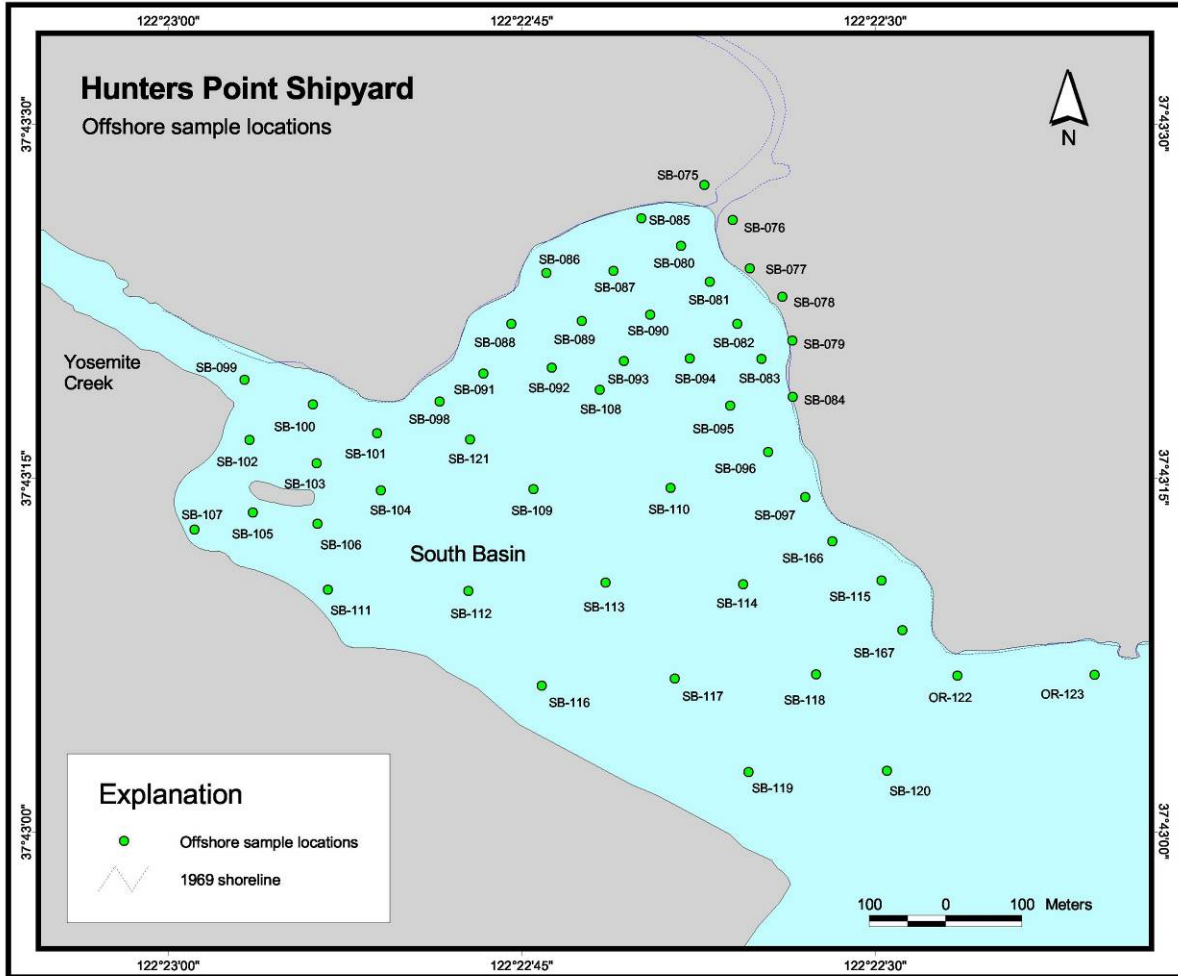 122°23'00"
122°22'45"
122°22'30"
Hunters Point Shipyard
Offshore sample locations
37°43'30"
37°43'30"
N
SB-075
SB-085
SB-076
SB-080
SB-086
SB-077
SB-087
SB-081
SB-078
SB-088
SB-089
SB-090
SB-082
SB-079
Yosemite
Creek
SB-099
SB-091
SB-092
SB-093
SB-094
SB-083
SB-108
SB-084
SB-098
SB-100
SB-095
SB-101
SB-102
SB-121
SB-096
SB-103
37°43'15"
37°43'15"
SB-107
SB-105
SB-104
SB-109
SB-110
SB-097
SB-106
South Basin
SB-166
SB-111
SB-112
SB-113
SB-114
SB-115
SB-167
SB-116
SB-117
SB-118
OR-122
OR-123
SB-119
SB-120
Explanation
Offshore sample locations
1969 shoreline
37°43'00"
37°43'00"
100 0 100 Meters
122°23'00"
122°22'45"
122°22'30"